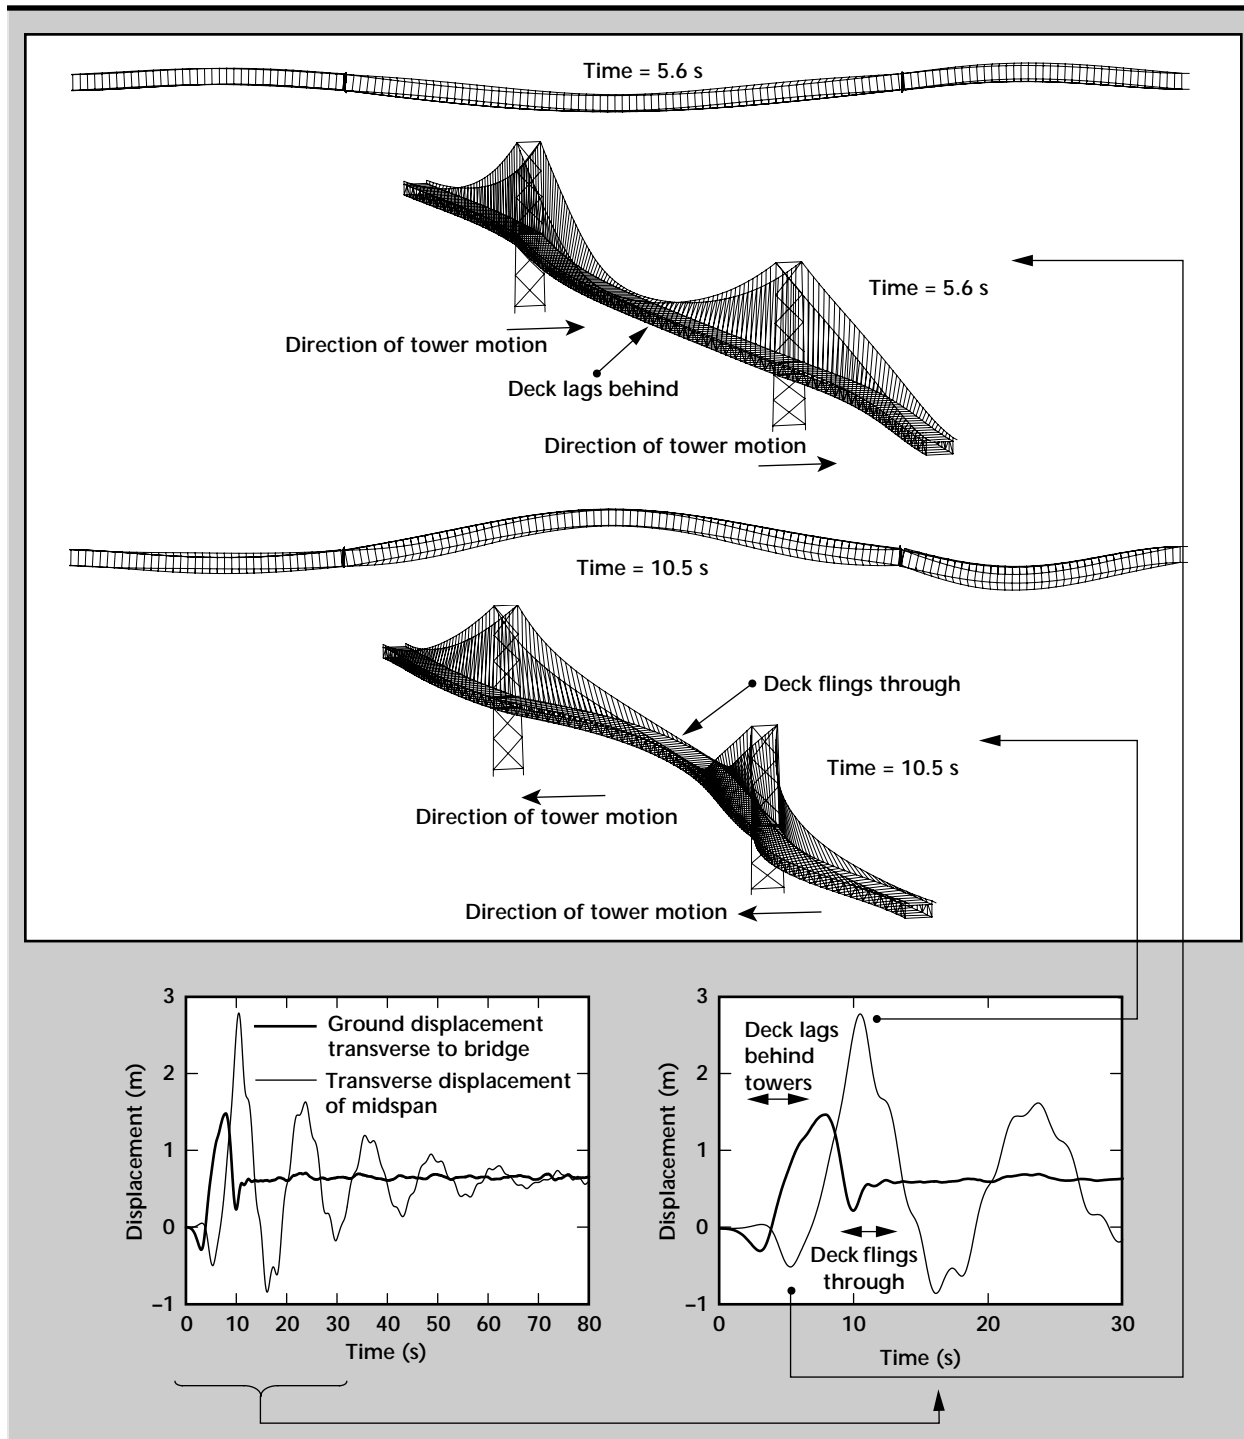 Time = 5.6 s
Time = 5.6 s
Direction of tower motion
Deck lags behind
Direction of tower motion
Time = 10.5 s
Deck flings through
Time = 10.5 s
Direction of tower motion
Direction of tower motion
3
2
1
0
–1
Displacement (m)
Ground displacement
transverse to bridge
Transverse displacement
of midspan
0 10 20 30 40 50 60 70 80
Time (s)
3
2
1
0
–1
Displacement (m)
Deck lags
behind
towers
Deck flings
through
0 10 20 30
Time (s)